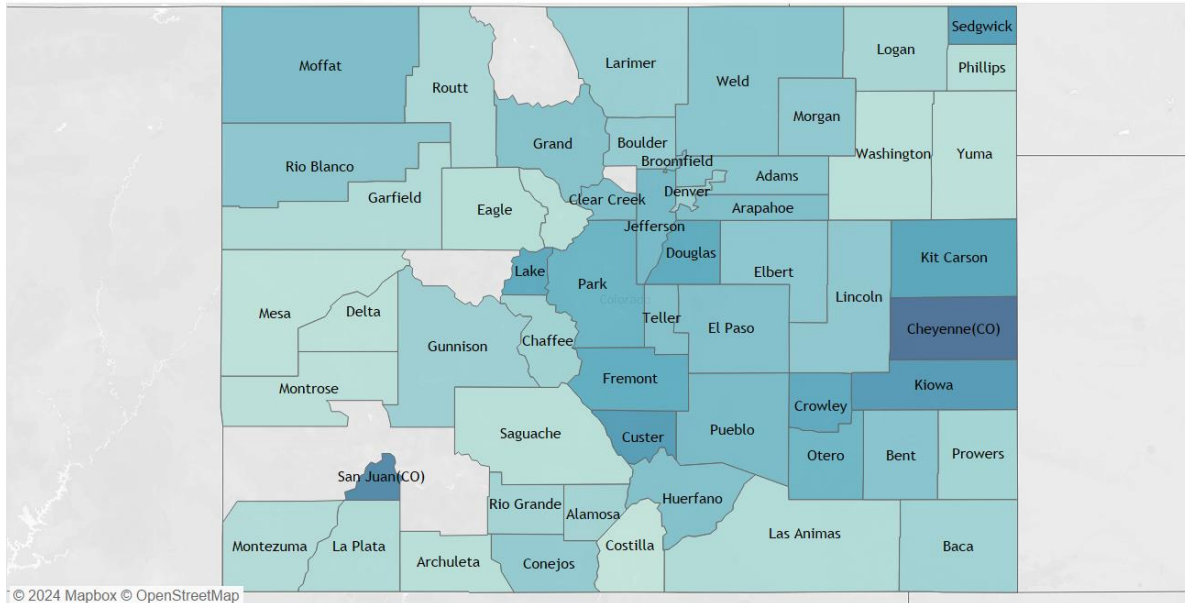 Sedgwick
Logan
Larimer
Moffat
Phillips
Weld
Routt
Morgan
Grand
Boulder
Washington
Yuma
Broomfield
Rio Blanco
Adams
Denver
Garfield
Clear Creek
Eagle
Arapahoe
Jefferson
Douglas
Kit Carson
Lake
Elbert
Park
Lincoln
Colorado
Delta
Mesa
Teller
El Paso
Cheyenne(CO)
Chaffee
Gunnison
Fremont
Kiowa
Montrose
Crowley
Pueblo
Saguache
Custer
Prowers
Otero
Bent
San Juan(CO)
Huerfano
Rio Grande
Alamosa
Las Animas
Costilla
Montezuma
La Plata
Baca
Archuleta
Conejos
© 2024 Mapbox © OpenStreetMap